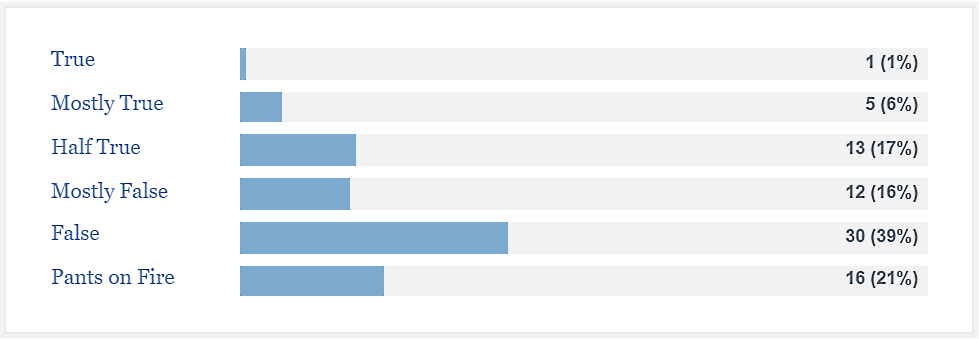 True 1 (1%)
Mostly True 5 (6%)
Half True 13 (17%)
Mostly False 12 (16%)
False 30 (39%)
Pants on Fire 16 (21%)